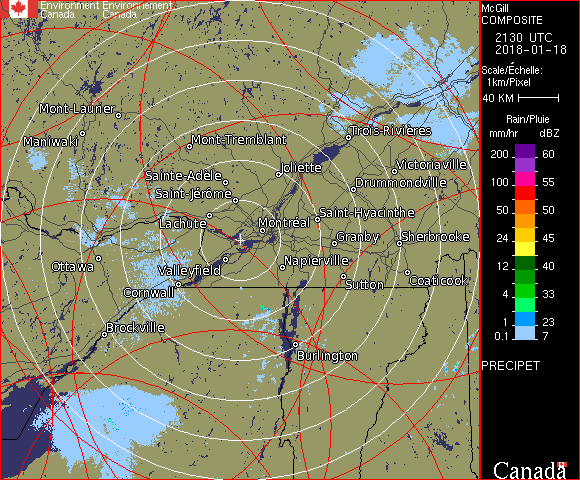 Environment Environnement
Canada Canada
McGill
COMPOSITE
2130 UTC
2018-01-18
Scale/Échelle:
1km/Pixel
40 KM
Rain/Pluie
mm/hr dBZ
200 60
150 57
100 55
50 50
24 45
12 40
4 33
1 23
0.1 7
PRECIPET
Canada
Mont-Laurier
Maniwaki
Mont-Tremblant
Trois-Rivières
Joliette
Victoriaville
Sainte-Adèle
Drummondville
Saint-Jérôme
Saint-Hyacinthe
Lachute
Montréal
Granby
Sherbrooke
Ottawa
Valleyfield
Napierville
Cornwall
Sutton
Coaticook
Brockville
Burlington